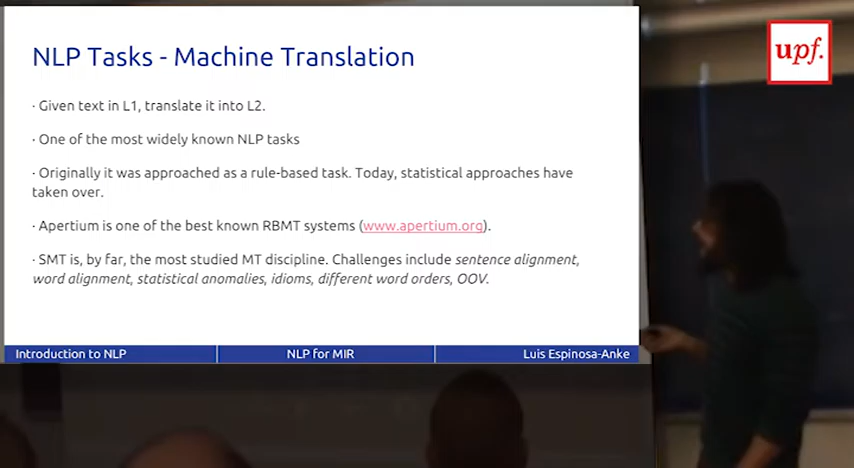 NLP Tasks - Machine Translation
upf.
· Given text in L1, translate it into L2.
· One of the most widely known NLP tasks
· Originally it was approached as a rule-based task. Today, statistical approaches have
taken over.
· Apertium is one of the best known RBMT systems (www.apertium.org).
· SMT is, by far, the most studied MT discipline. Challenges include sentence alignment,
word alignment, statistical anomalies, idioms, different word orders, OOV.
Introduction to NLP
NLP for MIR
Luis Espinosa-Anke